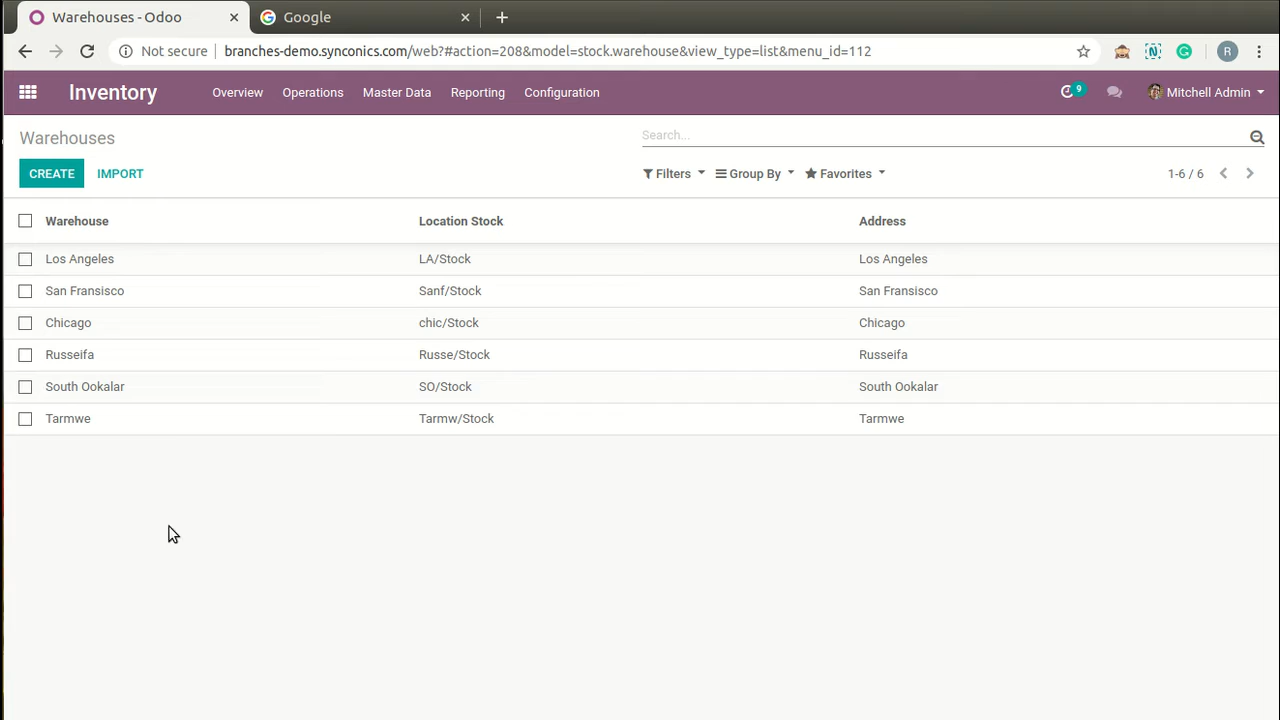 Warehouses - Odoo
Google
Not secure branches-demo.synconics.com/web?#action=208&model=stock.warehouse&view_type=list&menu_id=112 N G R
Inventory Overview Operations Master Data Reporting Configuration 9 Mitchell Admin
Warehouses Search...
CREATE IMPORT Filters Group By Favorites 1-6 / 6
Warehouse Location Stock Address
Los Angeles LA/Stock Los Angeles
San Fransisco Sanf/Stock San Fransisco
Chicago chic/Stock Chicago
Russeifa Russe/Stock Russeifa
South Ookalar SO/Stock South Ookalar
Tarmwe Tarmw/Stock Tarmwe